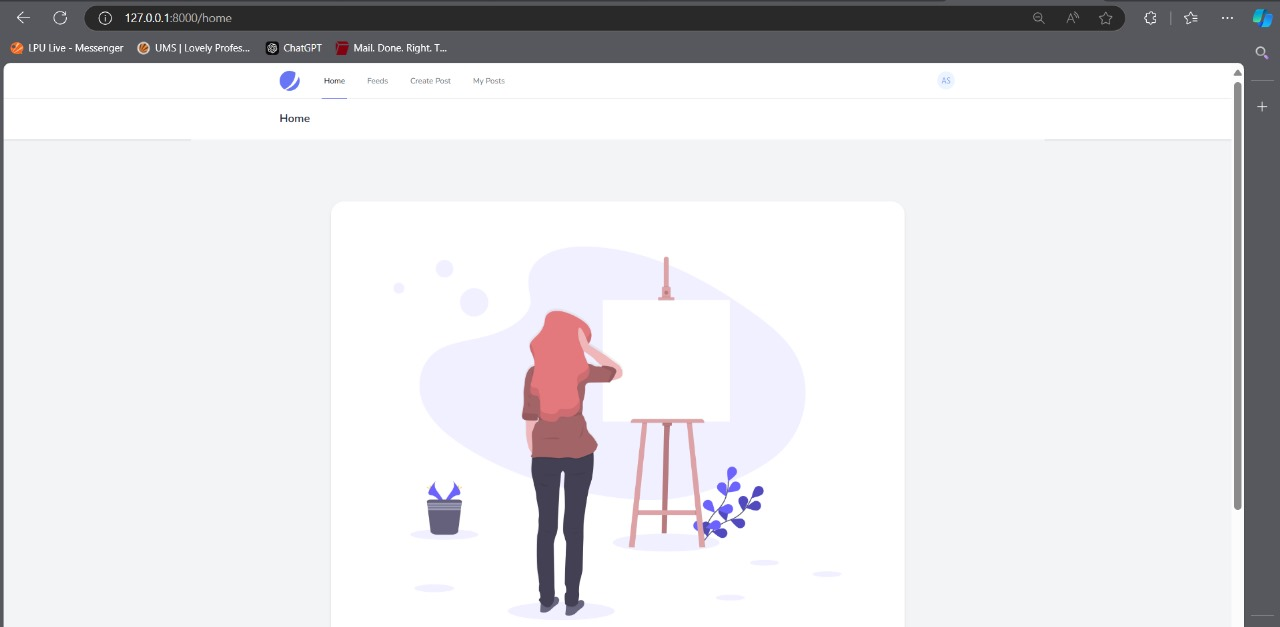 127.0.0.1:8000/home
LPU Live - Messenger UMS | Lovely Profes... ChatGPT Mail. Done. Right. T...
Home Feeds Create Post My Posts AS
Home